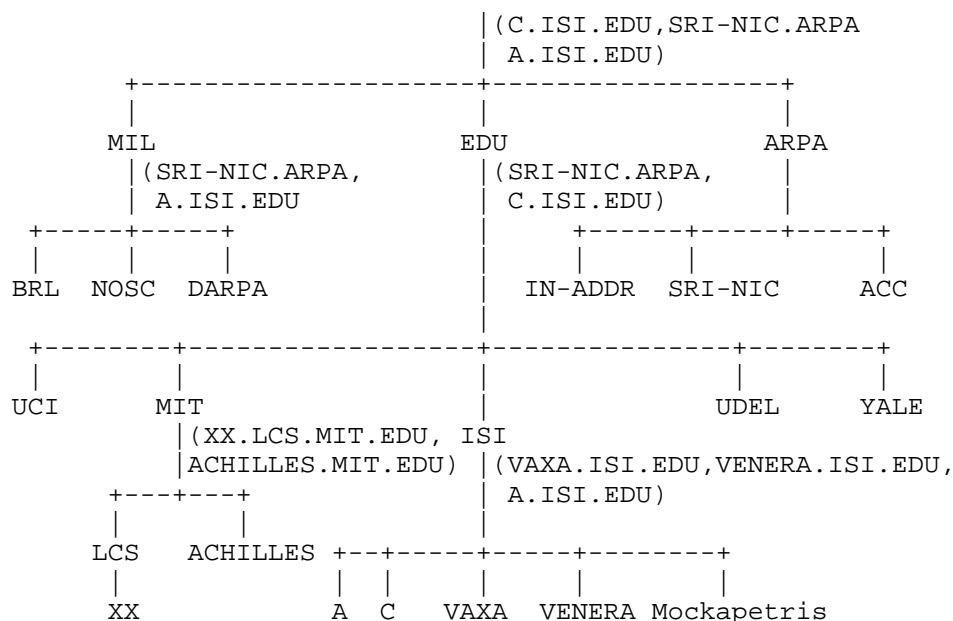 (C.ISI.EDU,SRI-NIC.ARPA
A.ISI.EDU)
MIL EDU ARPA
(SRI-NIC.ARPA, (SRI-NIC.ARPA,
A.ISI.EDU C.ISI.EDU)
BRL NOSC DARPA IN-ADDR SRI-NIC ACC
UCI MIT UDEL YALE
(XX.LCS.MIT.EDU, ISI
ACHILLES.MIT.EDU) (VAXA.ISI.EDU,VENERA.ISI.EDU,
A.ISI.EDU)
LCS ACHILLES
XX A C VAXA VENERA Mockapetris